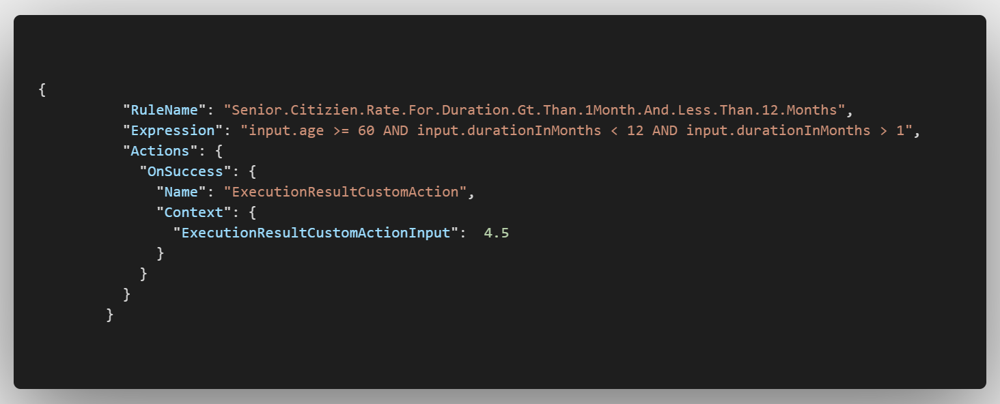 {
"RuleName": "Senior.Citizien.Rate.For.Duration.Gt.Than.1Month.And.Less.Than.12.Months",
"Expression": "input.age >= 60 AND input.durationInMonths < 12 AND input.durationInMonths > 1",
"Actions": {
"OnSuccess": {
"Name": "ExecutionResultCustomAction",
"Context": {
"ExecutionResultCustomActionInput":  4.5
}
}
}
}